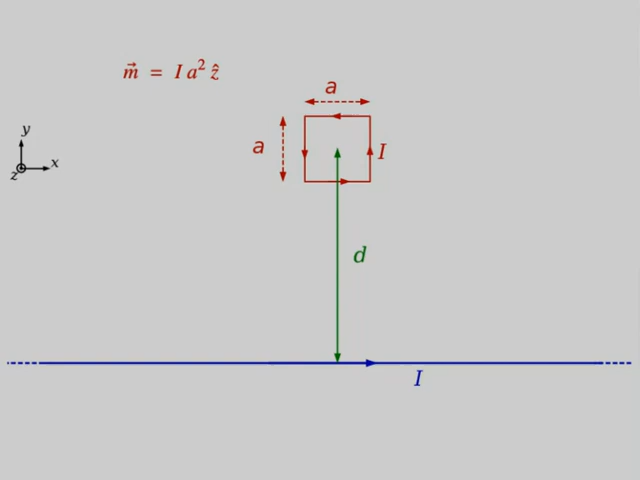 m⃗ = I a² ẑ
a
a
I
y
x
z
d
I